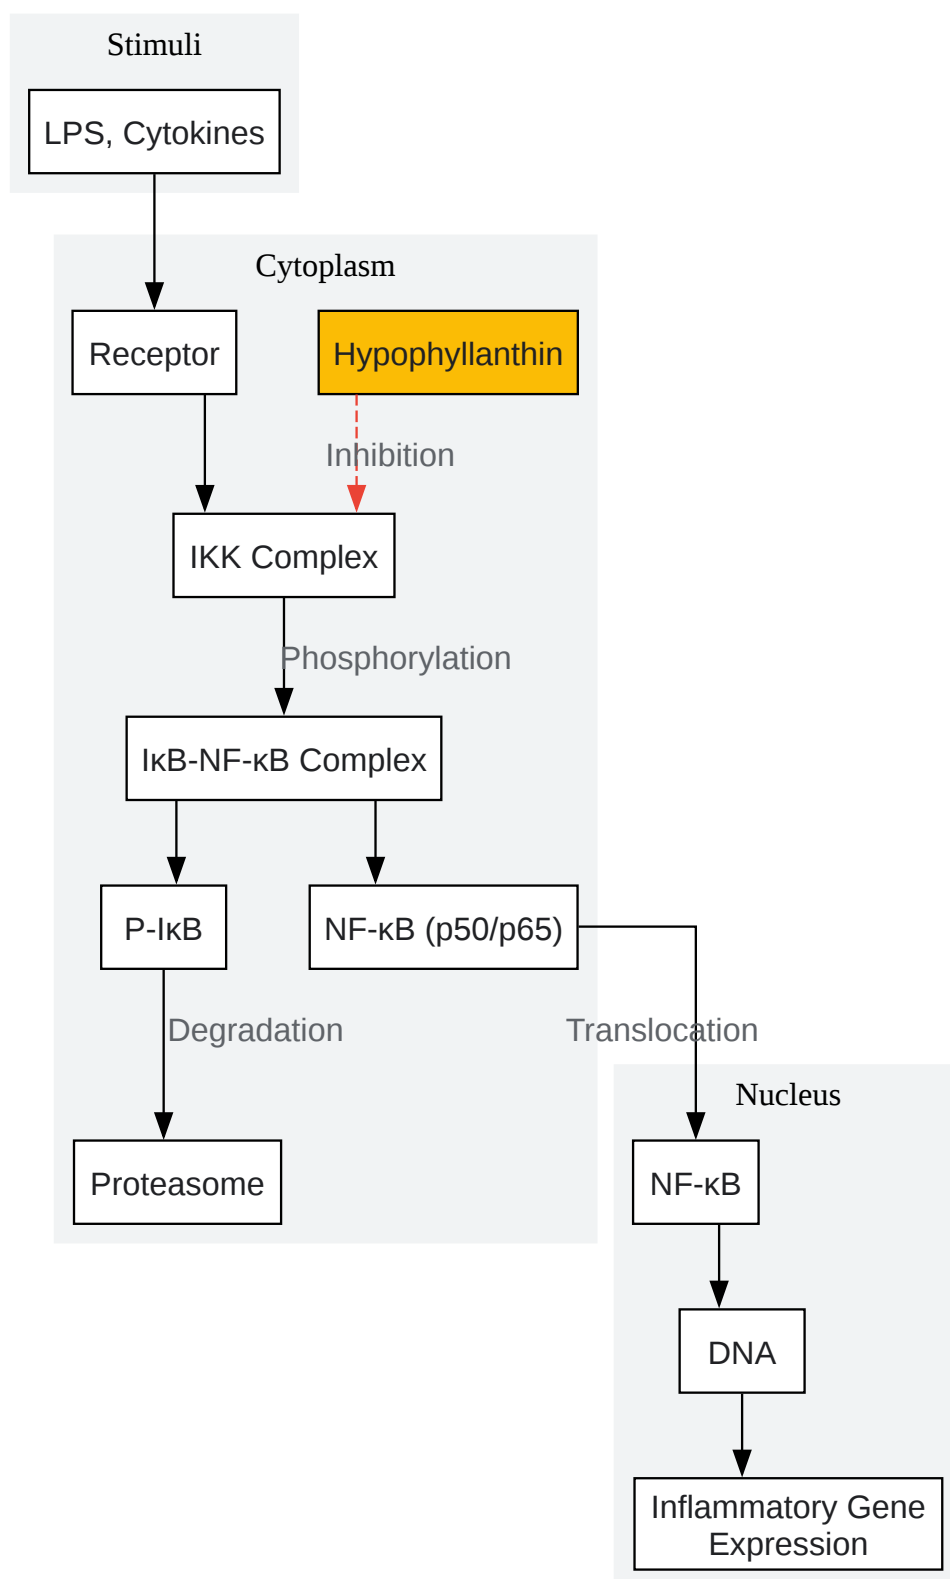 Stimuli
LPS, Cytokines
Cytoplasm
Receptor
Hypophyllanthin
Inhibition
IKK Complex
Phosphorylation
IκB-NF-κB Complex
P-IκB
NF-κB (p50/p65)
Degradation
Translocation
Nucleus
Proteasome
NF-κB
DNA
Inflammatory Gene
Expression